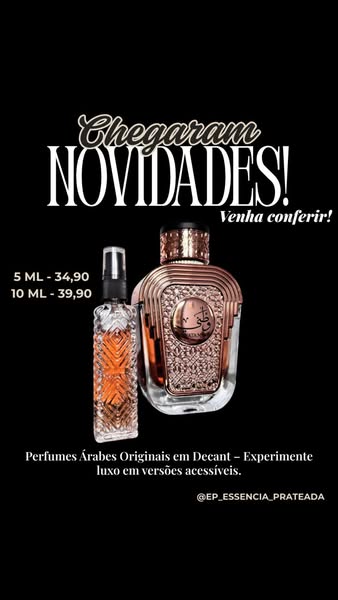 Chegaram
NOVIDADES!
Venha conferir!
5 ML - 34,90
10 ML - 39,90
Perfumes Árabes Originais em Decant – Experimente
luxo em versões acessíveis.
@EP_ESSENCIA_PRATEADA